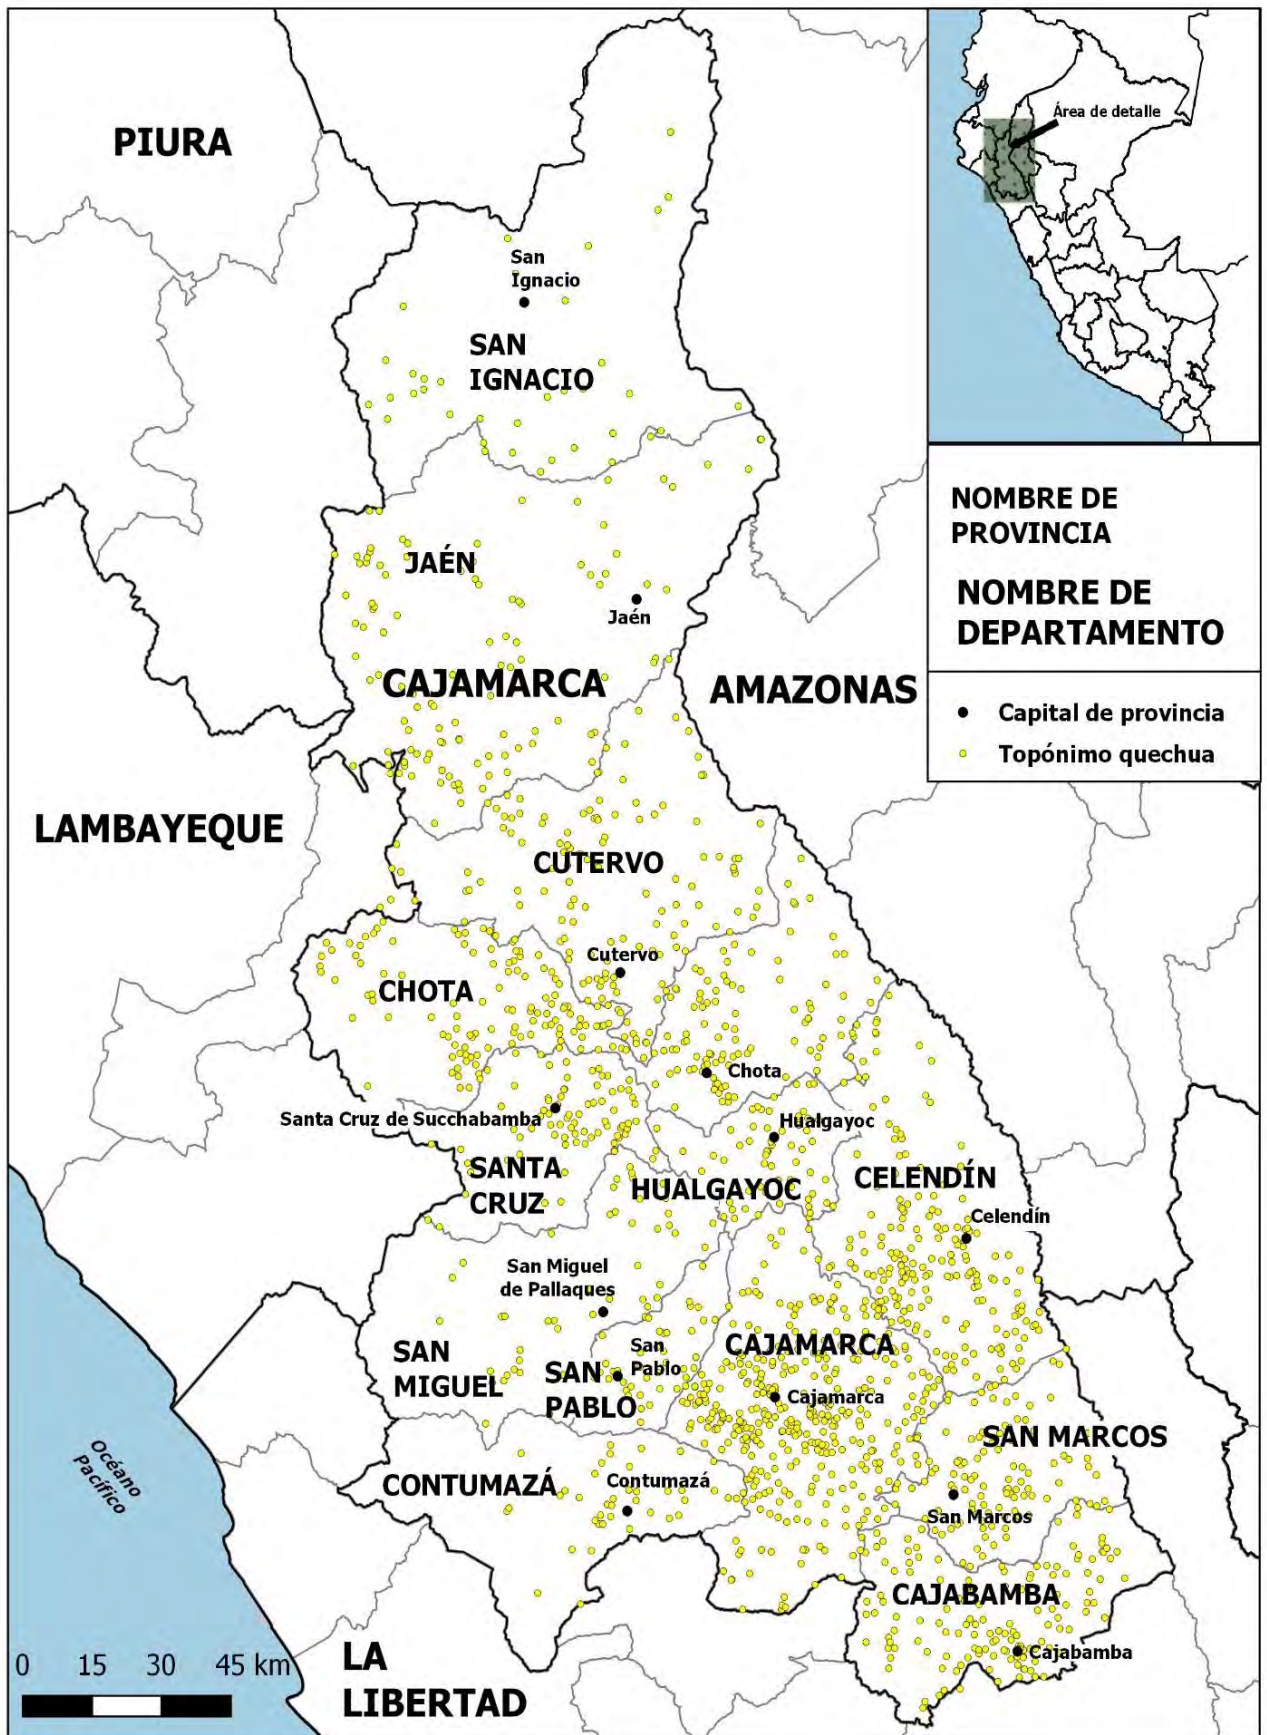 PIURA
Área de detalle
San
Ignacio
SAN
IGNACIO
NOMBRE DE
PROVINCIA
NOMBRE DE
DEPARTAMENTO
JAÉN
Jaén
CAJAMARCA
AMAZONAS
Capital de provincia
Topónimo quechua
LAMBAYEQUE
CUTERVO
Cutervo
CHOTA
Chota
Santa Cruz de Succhabamba
Hualgayoc
SANTA
CRUZ
HUALGAYOC
CELENDÍN
Celendín
San Miguel
de Pallaques
SAN
MIGUEL
SAN
PABLO
San
Pablo
CAJAMARCA
Cajamarca
SAN MARCOS
Océano
Pacífico
CONTUMAZÁ
Contumazá
San Marcos
CAJABAMBA
Cajabamba
LA
LIBERTAD
0 15 30 45 km